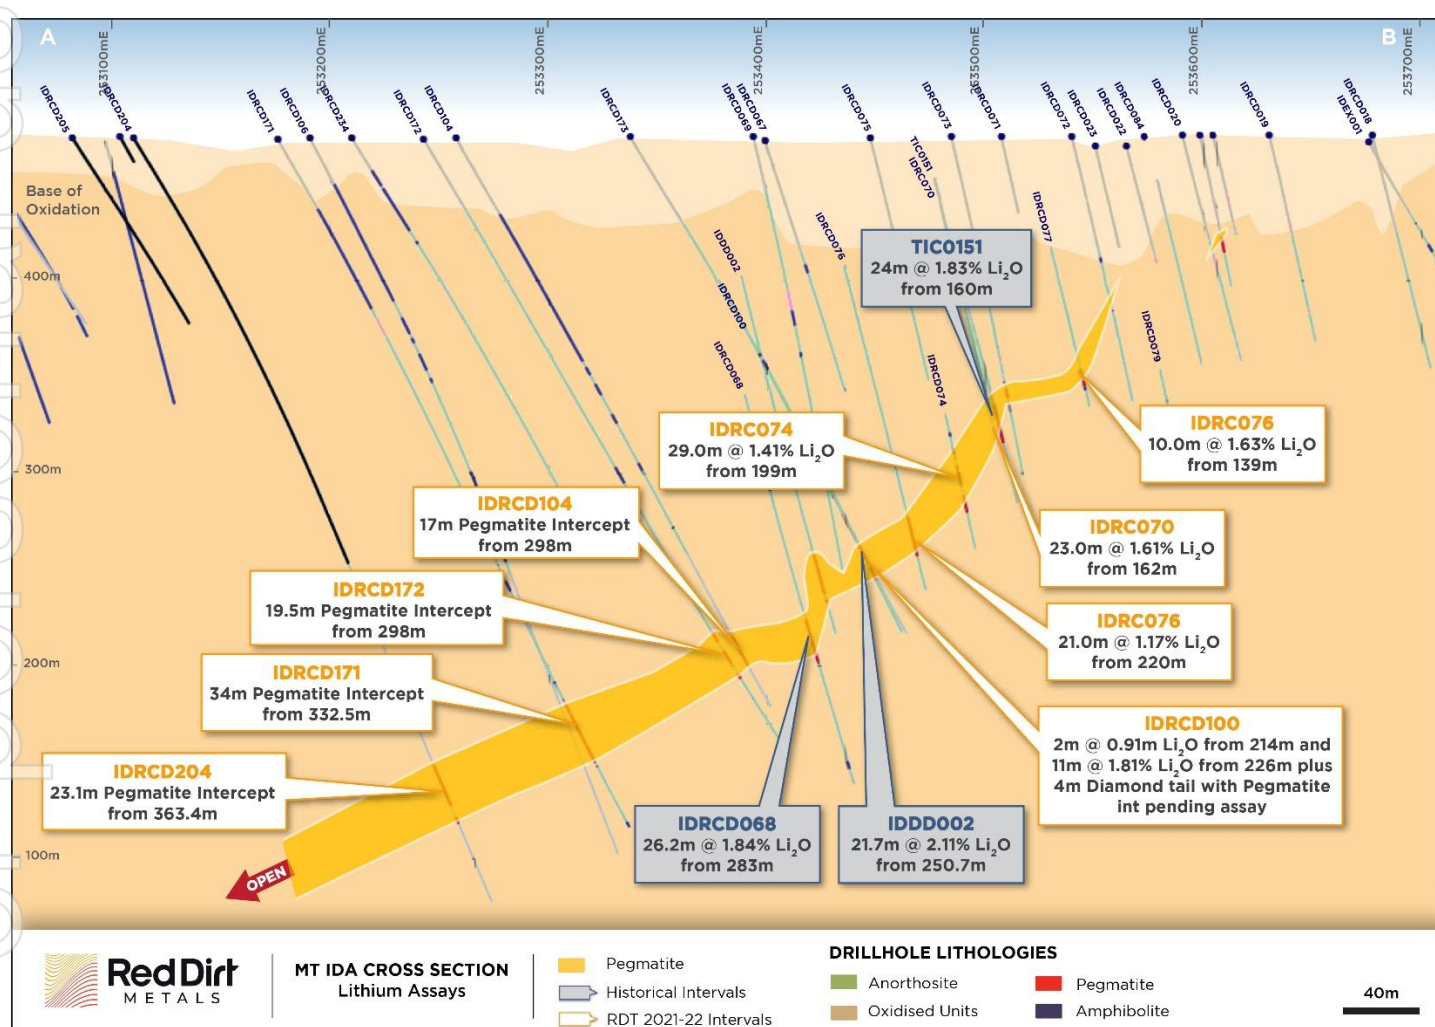 A
B
253100mE
253200mE
253300mE
253400mE
253500mE
253600mE
253700mE
IDRCD205
IDRCD204
IDRCD171
IDRCD106
IDRCD234
IDRCD172
IDRCD104
IDRCD173
IDRCD069
IDRCD067
IDRCD075
IDRCD073
IDRCD071
IDRCD072
IDRCD023
IDRCD022
IDRCD084
IDRCD020
IDRCD019
IDRCD018
IDEX001
TIC0151
IDRC070
IDRCD077
IDRCD076
IDDD002
IDRCD100
IDRCD068
IDRCD074
IDRCD079
Base of
Oxidation
400m
300m
200m
100m
TIC0151
24m @ 1.83% Li₂O
from 160m
IDRC074
29.0m @ 1.41% Li₂O
from 199m
IDRC076
10.0m @ 1.63% Li₂O
from 139m
IDRCD104
17m Pegmatite Intercept
from 298m
IDRC070
23.0m @ 1.61% Li₂O
from 162m
IDRCD172
19.5m Pegmatite Intercept
from 298m
IDRC076
21.0m @ 1.17% Li₂O
from 220m
IDRCD171
34m Pegmatite Intercept
from 332.5m
IDRCD100
2m @ 0.91m Li₂O from 214m and
11m @ 1.81% Li₂O from 226m plus
4m Diamond tail with Pegmatite
int pending assay
IDRCD204
23.1m Pegmatite Intercept
from 363.4m
IDRCD068
26.2m @ 1.84% Li₂O
from 283m
IDDD002
21.7m @ 2.11% Li₂O
from 250.7m
OPEN
Red Dirt
METALS
MT IDA CROSS SECTION
Lithium Assays
Pegmatite
Historical Intervals
RDT 2021-22 Intervals
DRILLHOLE LITHOLOGIES
Anorthosite
Oxidised Units
Pegmatite
Amphibolite
40m